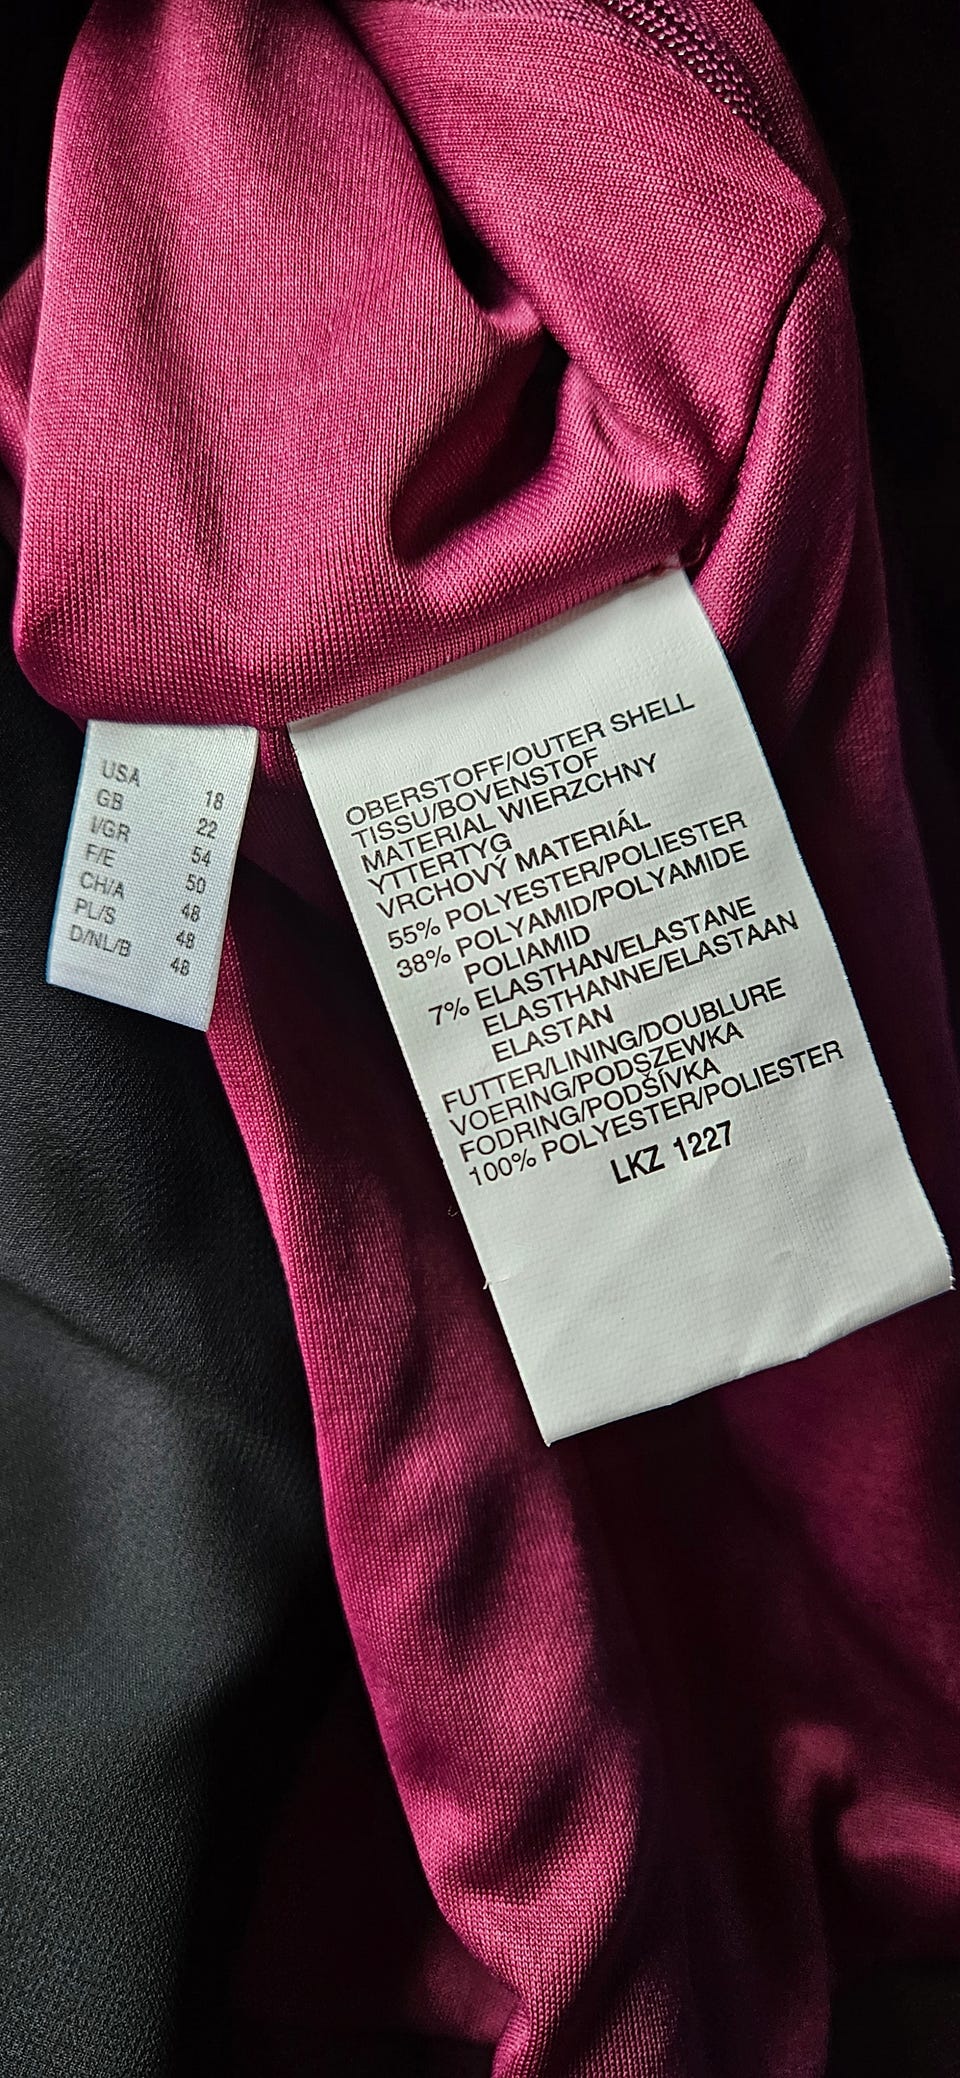 USA 18
GB 22
I/GR 54
F/E 50
CH/A 48
PL/S 48
D/NL/B 48
OBERSTOFF/OUTER SHELL
TISSU/BOVENSTOF
MATERIAL WIERZCHNY
YTTERTYG
VRCHOVÝ MATERIÁL
55% POLYESTER/POLIESTER
38% POLYAMID/POLYAMIDE
POLIAMID
7% ELASTHAN/ELASTANE
ELASTHANNE/ELASTAAN
ELASTAN
FUTTER/LINING/DOUBLURE
VOERING/PODSZEWKA
FODRING/PODŠÍVKA
100% POLYESTER/POLIESTER
LKZ 1227